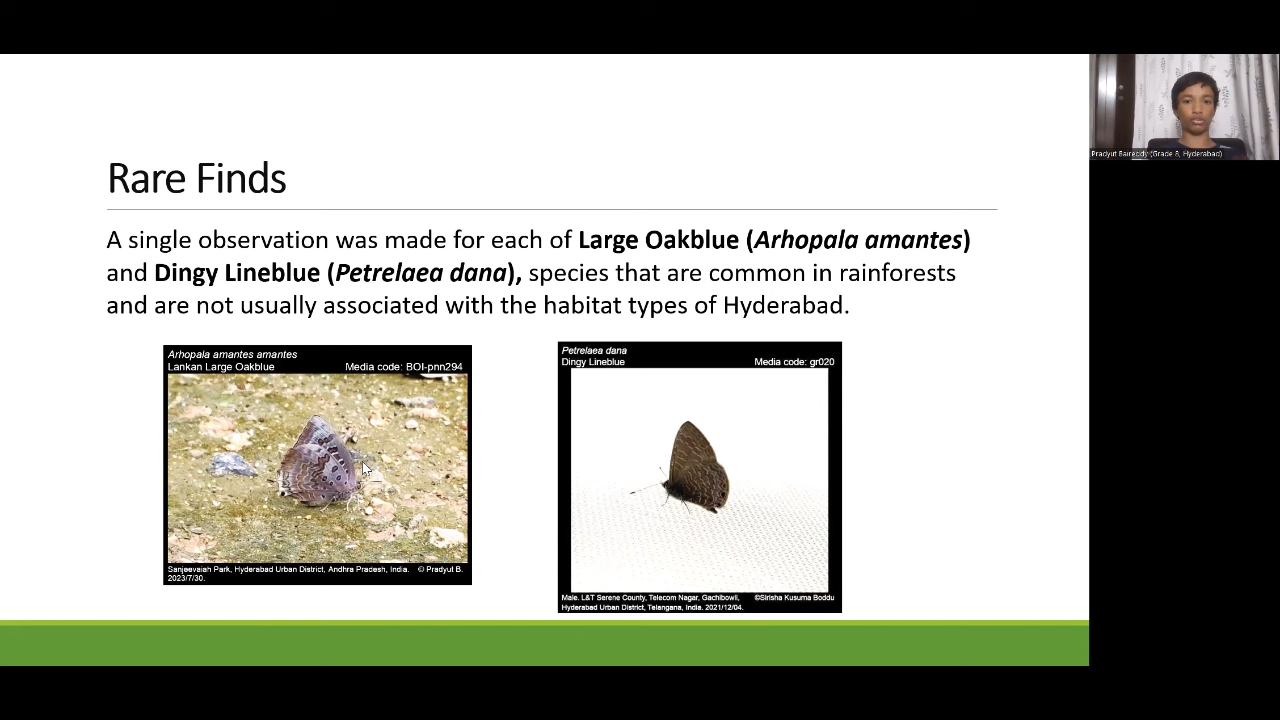 Pradyut Baireddy (Grade 8, Hyderabad)
Rare Finds
A single observation was made for each of Large Oakblue (Arhopala amantes)
and Dingy Lineblue (Petrelaea dana), species that are common in rainforests
and are not usually associated with the habitat types of Hyderabad.
Arhopala amantes amantes
Lankan Large Oakblue Media code: BOI-pnn294
Sanjeevaiah Park, Hyderabad Urban District, Andhra Pradesh, India. © Pradyut B.
2023/7/30.
Petrelaea dana
Dingy Lineblue Media code: gr020
Male. L&T Serene County, Telecom Nagar, Gachibowli, ©Sirisha Kusuma Boddu
Hyderabad Urban District, Telangana, India. 2021/12/04.